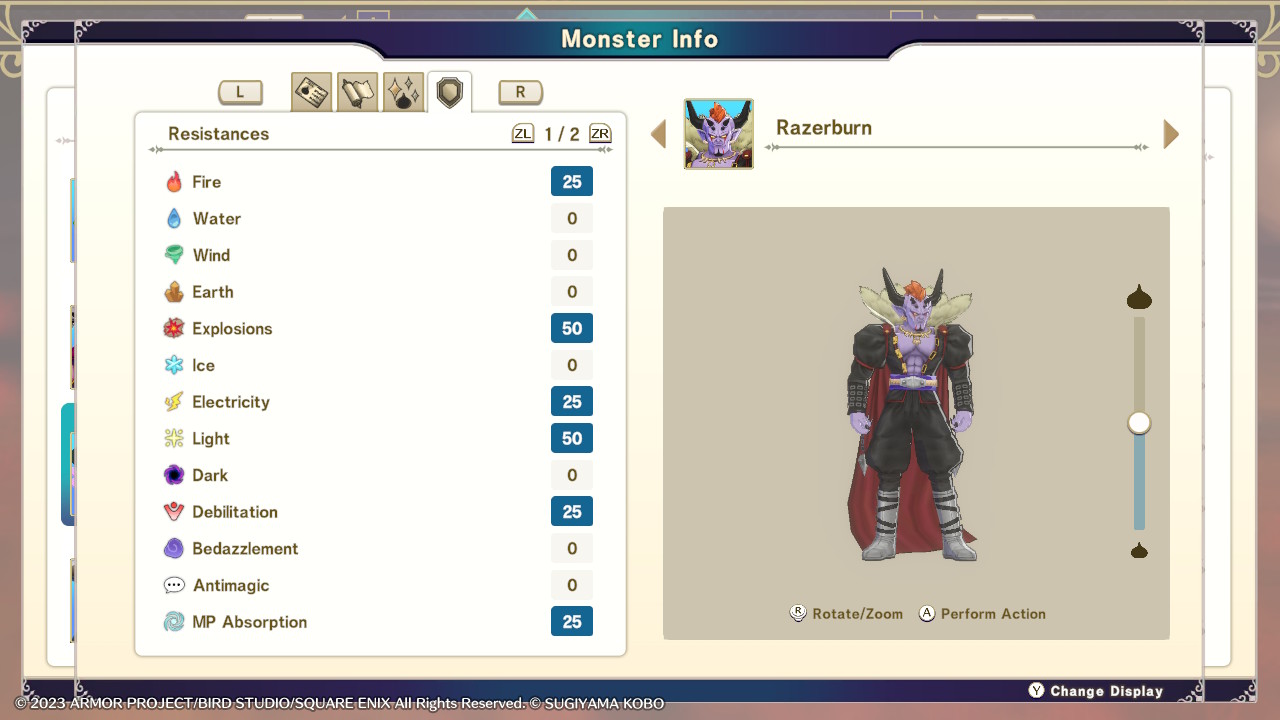 Monster Info
L
R
Resistances
ZL 1 / 2 ZR
Razerburn
Fire 25
Water 0
Wind 0
Earth 0
Explosions 50
Ice 0
Electricity 25
Light 50
Dark 0
Debilitation 25
Bedazzlement 0
Antimagic 0
MP Absorption 25
R Rotate/Zoom A Perform Action
Y Change Display
© 2023 ARMOR PROJECT/BIRD STUDIO/SQUARE ENIX All Rights Reserved. © SUGIYAMA KOBO